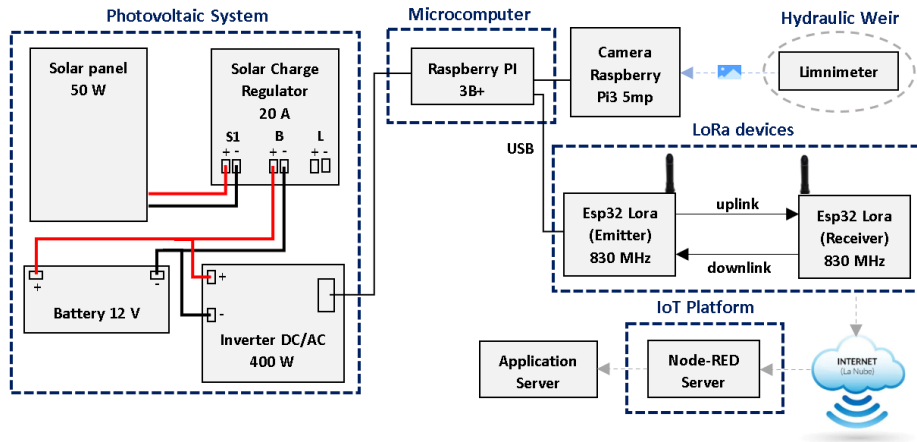 Photovoltaic System
Solar panel
50 W
Solar Charge
Regulator
20 A
S1 B L
+ - + - + -
+ -
Battery 12 V
+
-
Inverter DC/AC
400 W
Microcomputer
Raspberry PI
3B+
USB
Camera
Raspberry
Pi3 5mp
Hydraulic Weir
Limnimeter
LoRa devices
Esp32 Lora
(Emitter)
830 MHz
uplink
downlink
Esp32 Lora
(Receiver)
830 MHz
IoT Platform
Application
Server
Node-RED
Server
INTERNET
(La Nube)